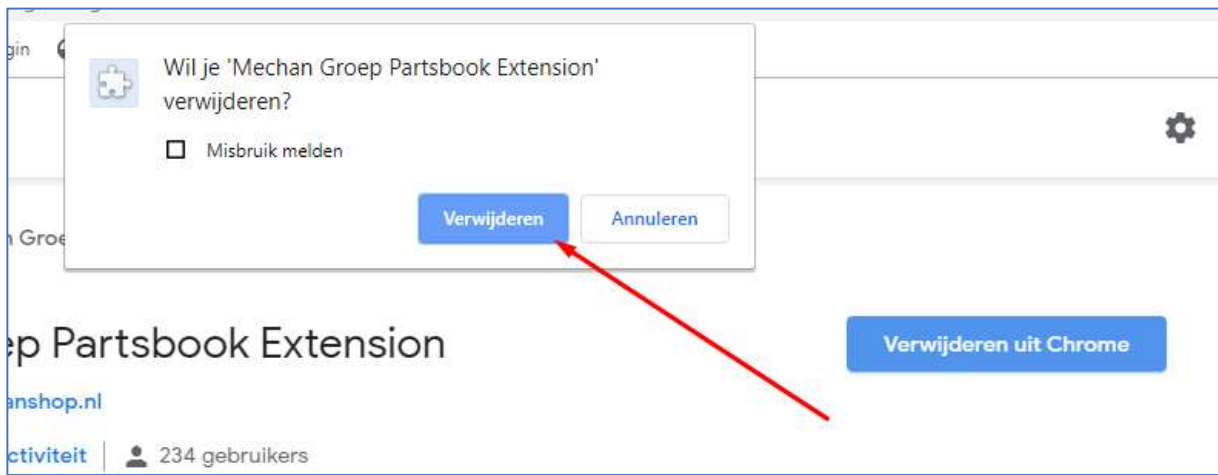 gin
Wil je 'Mechan Groep Partsbook Extension'
verwijderen?
Misbruik melden
Verwijderen Annuleren
n Groe
ep Partsbook Extension
Verwijderen uit Chrome
anshop.nl
ctiviteit 234 gebruikers